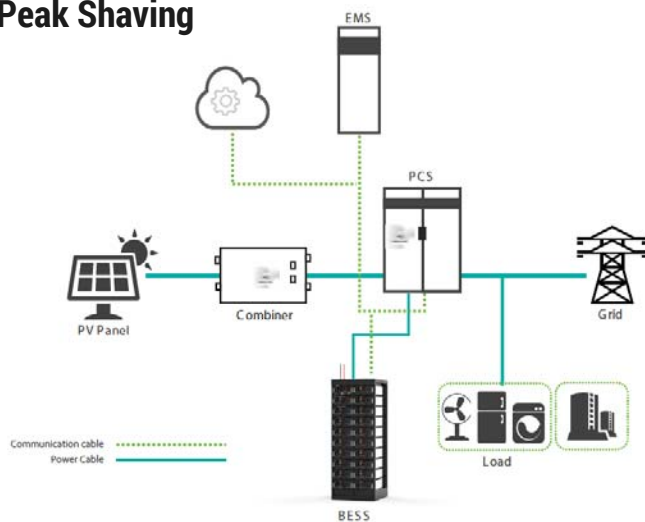 Peak Shaving
EMS
PCS
Combiner
PV Panel
Grid
Load
Communication cable
Power Cable
BESS